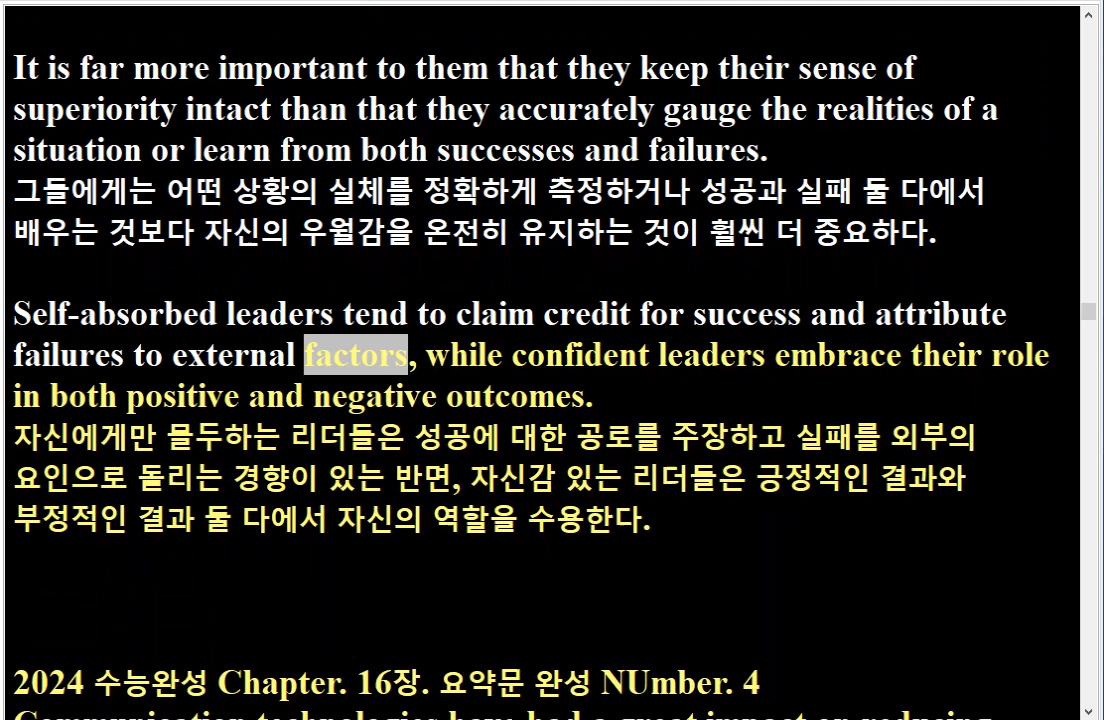 It is far more important to them that they keep their sense of
superiority intact than that they accurately gauge the realities of a
situation or learn from both successes and failures.
그들에게는 어떤 상황의 실체를 정확하게 측정하거나 성공과 실패 둘 다에서
배우는 것보다 자신의 우월감을 온전히 유지하는 것이 훨씬 더 중요하다.
Self-absorbed leaders tend to claim credit for success and attribute
failures to external factors, while confident leaders embrace their role
in both positive and negative outcomes.
자신에게만 몰두하는 리더들은 성공에 대한 공로를 주장하고 실패를 외부의
요인으로 돌리는 경향이 있는 반면, 자신감 있는 리더들은 긍정적인 결과와
부정적인 결과 둘 다에서 자신의 역할을 수용한다.
2024 수능완성 Chapter. 16장. 요약문 완성 NUmber. 4
Communication technologies have had a great impact on reducing